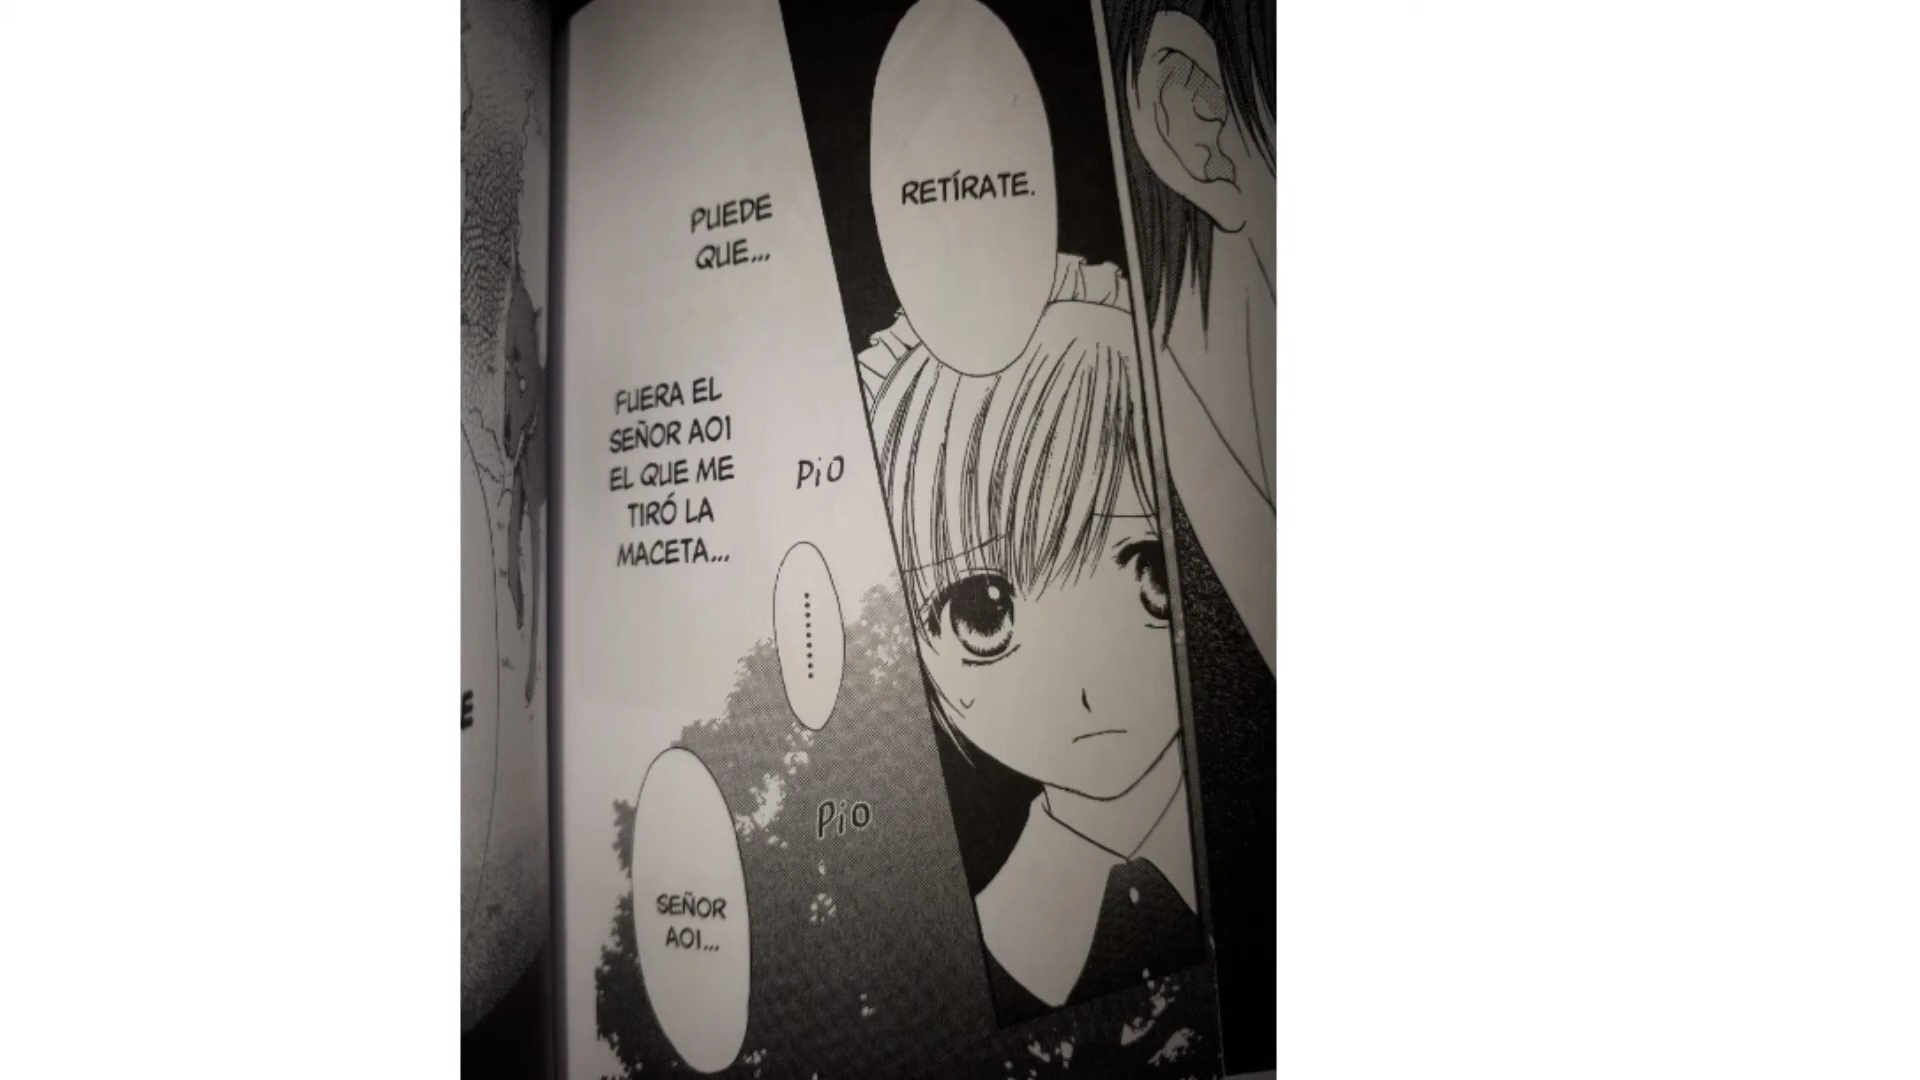 RETÍRATE.
PUEDE
QUE...
FUERA EL
SEÑOR AOI
EL QUE ME
TIRÓ LA
MACETA...
Pio
.........
Pio
SEÑOR
AOI...
E